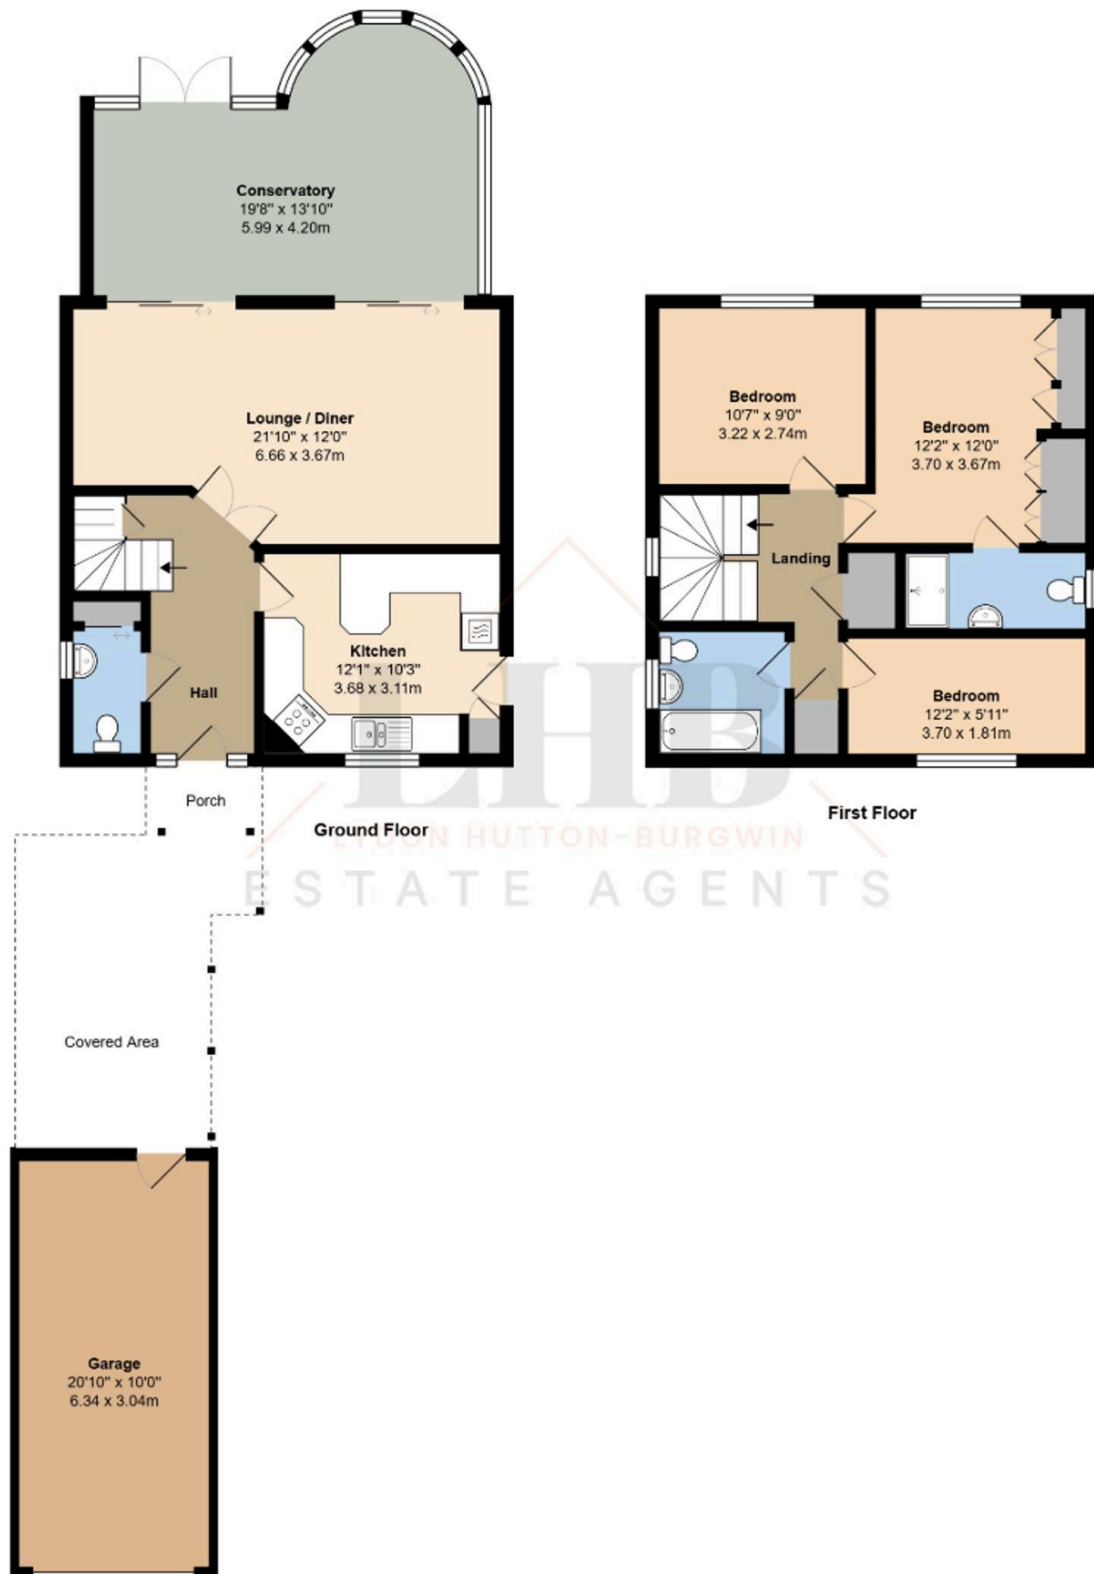 Conservatory
19'8" x 13'10"
5.99 x 4.20m
Lounge / Diner
21'10" x 12'0"
6.66 x 3.67m
Kitchen
12'1" x 10'3"
3.68 x 3.11m
Hall
Porch
Ground Floor
Bedroom
10'7" x 9'0"
3.22 x 2.74m
Bedroom
12'2" x 12'0"
3.70 x 3.67m
Landing
Bedroom
12'2" x 5'11"
3.70 x 1.81m
First Floor
LHB
LYDON HUTTON-BURGWIN
ESTATE AGENTS
Covered Area
Garage
20'10" x 10'0"
6.34 x 3.04m